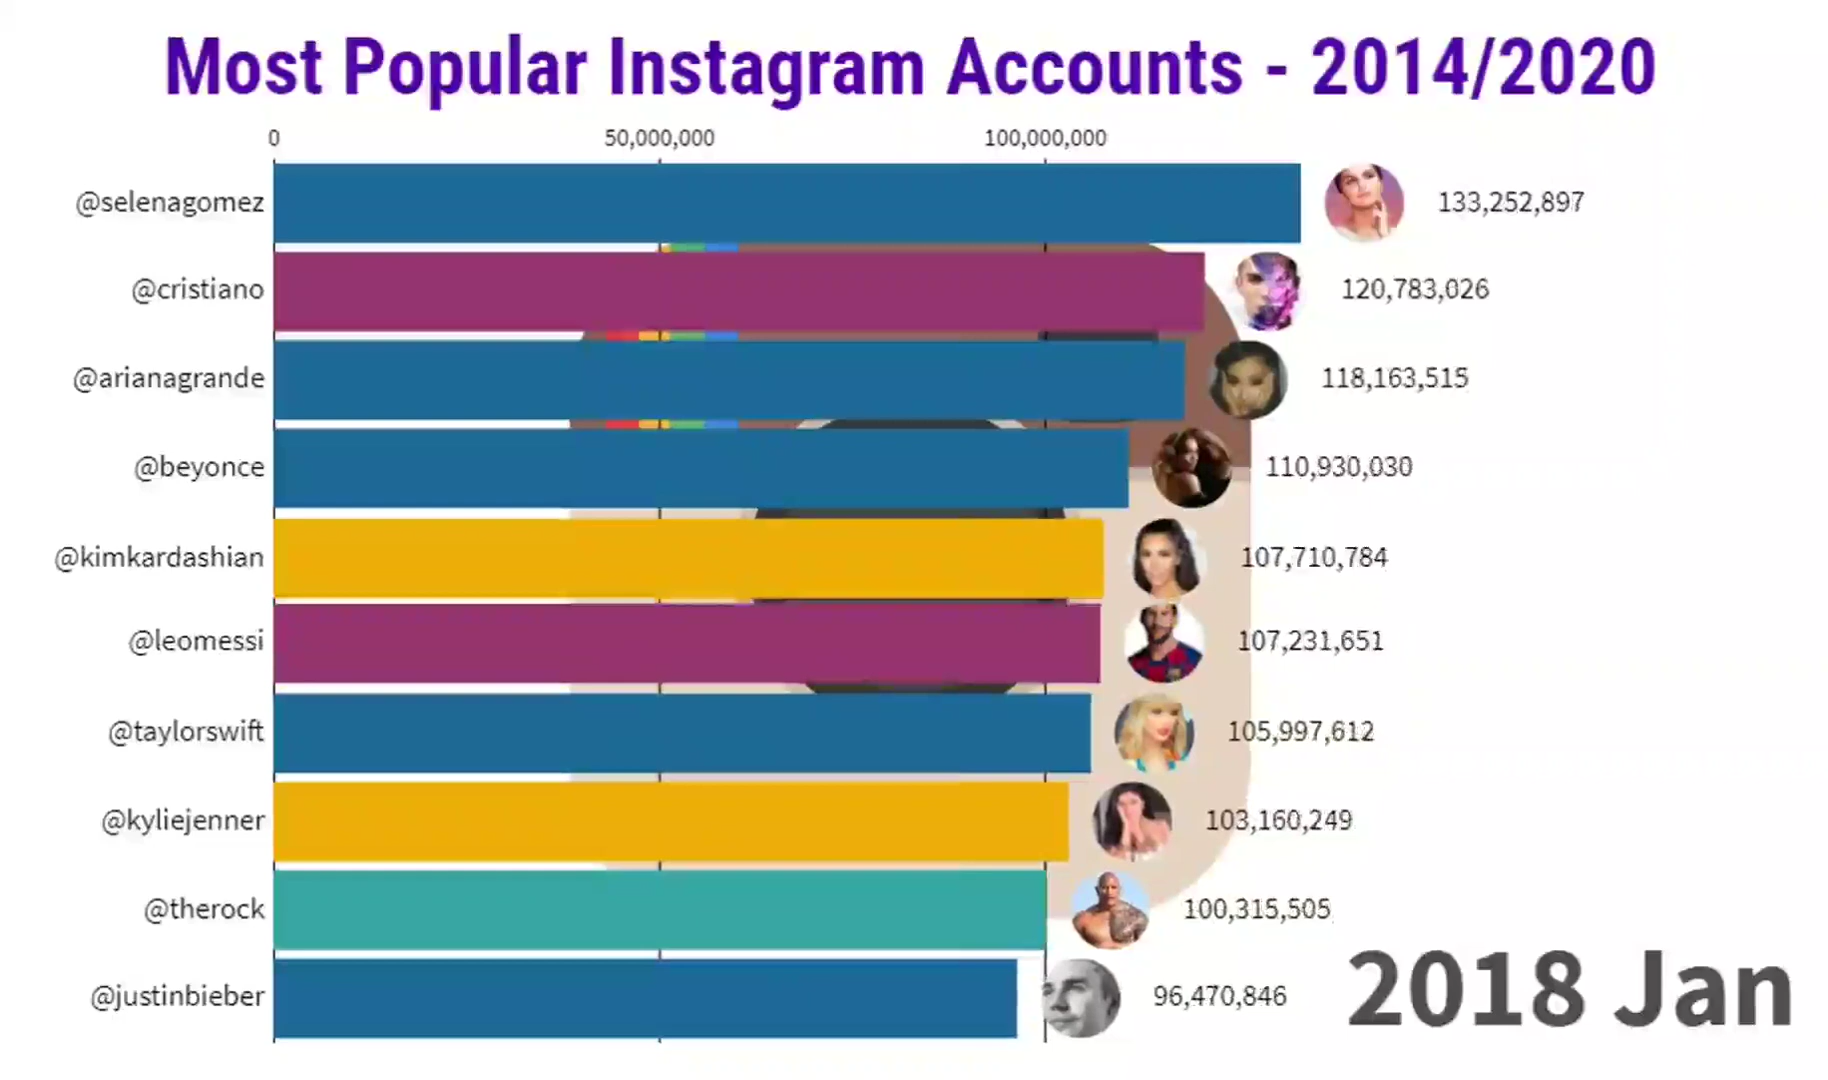 Most Popular Instagram Accounts - 2014/2020
0 50,000,000 100,000,000
@selenagomez 133,252,897
@cristiano 120,783,026
@arianagrande 118,163,515
@beyonce 110,930,030
@kimkardashian 107,710,784
@leomessi 107,231,651
@taylorswift 105,997,612
@kyliejenner 103,160,249
@therock 100,315,505
@justinbieber 96,470,846
2018 Jan